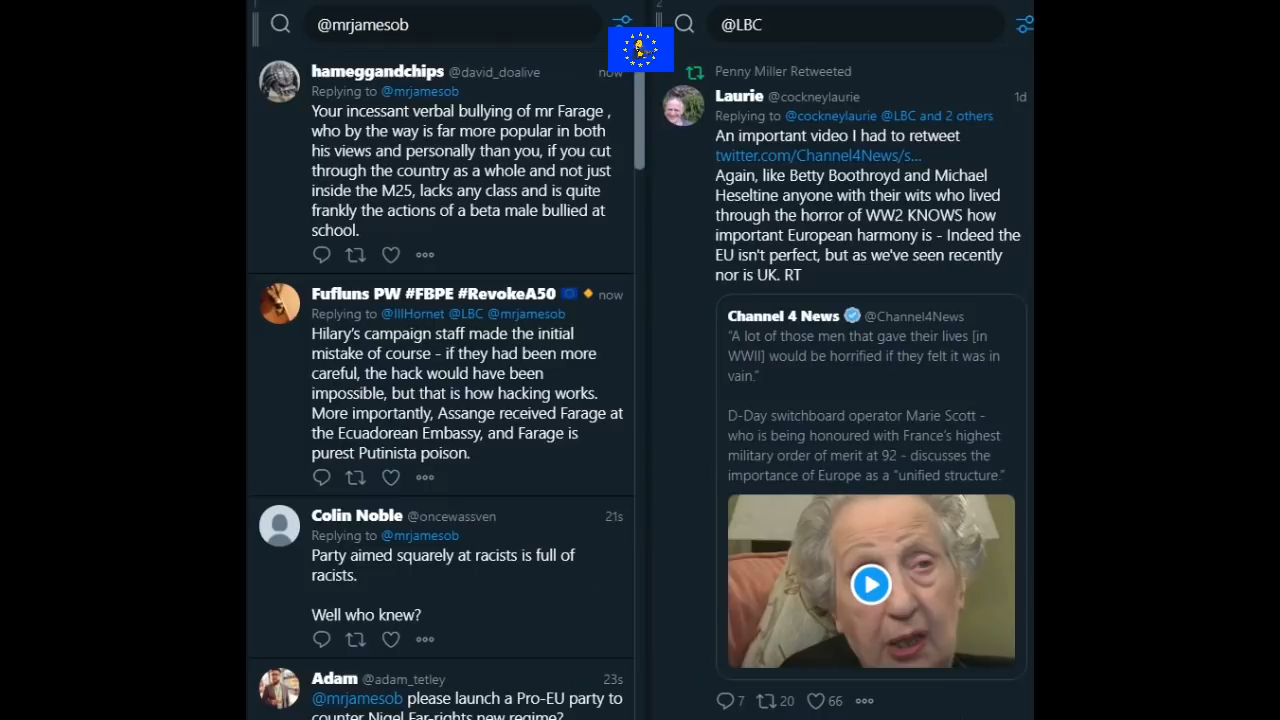 @mrjamesob
hameggandchips @david_doalive now
Replying to @mrjamesob
Your incessant verbal bullying of mr Farage ,
who by the way is far more popular in both
his views and personally than you, if you cut
through the country as a whole and not just
inside the M25, lacks any class and is quite
frankly the actions of a beta male bullied at
school.
Fufluns PW #FBPE #RevokeA50 now
Replying to @IllHornet @LBC @mrjamesob
Hilary's campaign staff made the initial
mistake of course - if they had been more
careful, the hack would have been
impossible, but that is how hacking works.
More importantly, Assange received Farage at
the Ecuadorean Embassy, and Farage is
purest Putinista poison.
Colin Noble @oncewassven 21s
Replying to @mrjamesob
Party aimed squarely at racists is full of
racists.
Well who knew?
Adam @adam_tetley 23s
@mrjamesob please launch a Pro-EU party to
counter Nigel Far-rights new regime?
2
@LBC
Penny Miller Retweeted
Laurie @cockneylaurie 1d
Replying to @cockneylaurie @LBC and 2 others
An important video I had to retweet
twitter.com/Channel4News/s...
Again, like Betty Boothroyd and Michael
Heseltine anyone with their wits who lived
through the horror of WW2 KNOWS how
important European harmony is - Indeed the
EU isn't perfect, but as we've seen recently
nor is UK. RT
Channel 4 News @Channel4News
"A lot of those men that gave their lives [in
WWII] would be horrified if they felt it was in
vain."
D-Day switchboard operator Marie Scott -
who is being honoured with France's highest
military order of merit at 92 - discusses the
importance of Europe as a "unified structure."
7 20 66